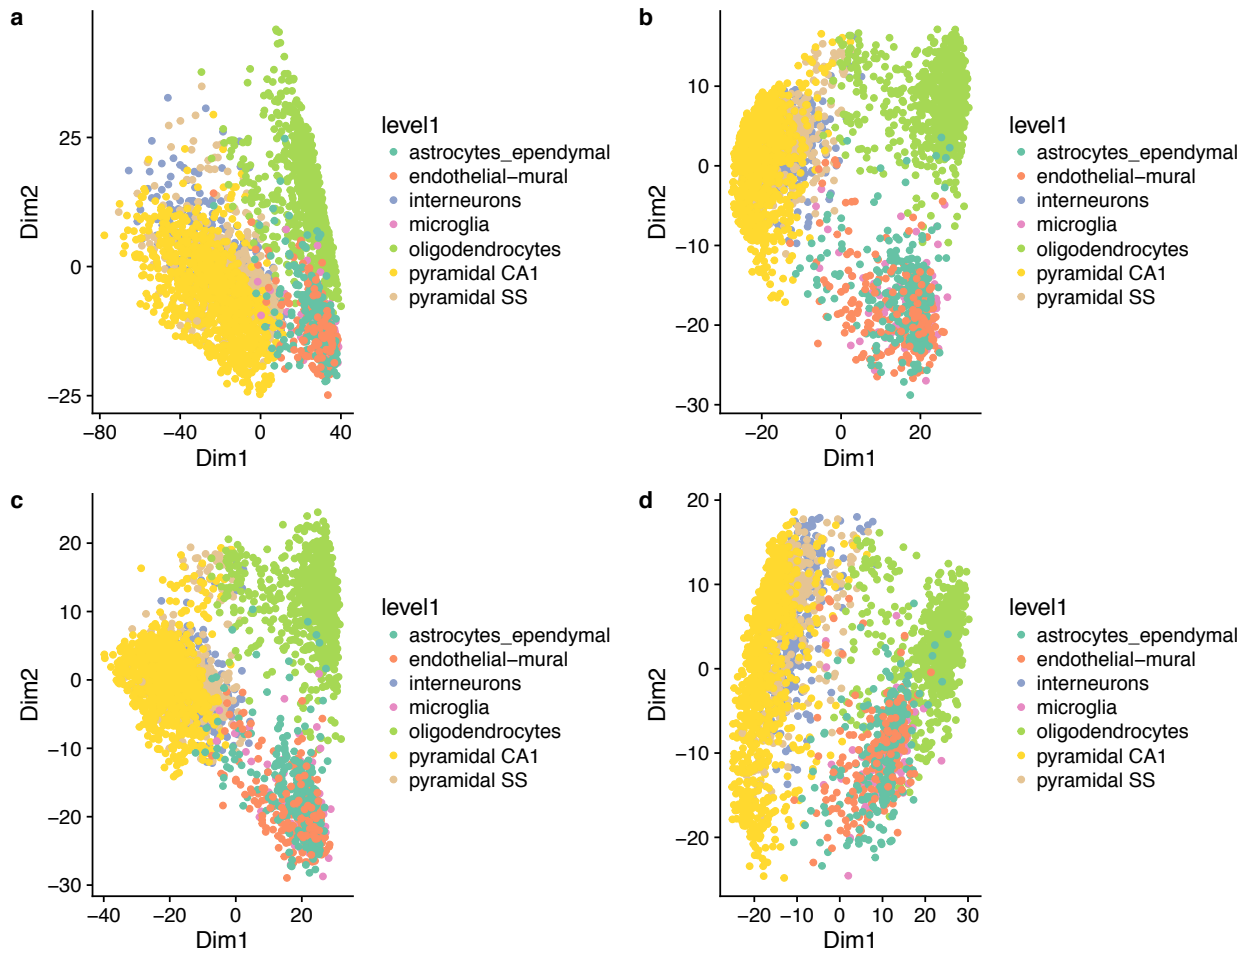 a
25
0
−25
Dim2
−80 −40 0 40
Dim1
level1
astrocytes_ependymal
endothelial−mural
interneurons
microglia
oligodendrocytes
pyramidal CA1
pyramidal SS
b
10
0
−10
−20
−30
Dim2
−20 0 20
Dim1
level1
astrocytes_ependymal
endothelial−mural
interneurons
microglia
oligodendrocytes
pyramidal CA1
pyramidal SS
c
20
10
0
−10
−20
−30
Dim2
−40 −20 0 20
Dim1
level1
astrocytes_ependymal
endothelial−mural
interneurons
microglia
oligodendrocytes
pyramidal CA1
pyramidal SS
d
20
10
0
−10
−20
Dim2
−20 −10 0 10 20 30
Dim1
level1
astrocytes_ependymal
endothelial−mural
interneurons
microglia
oligodendrocytes
pyramidal CA1
pyramidal SS